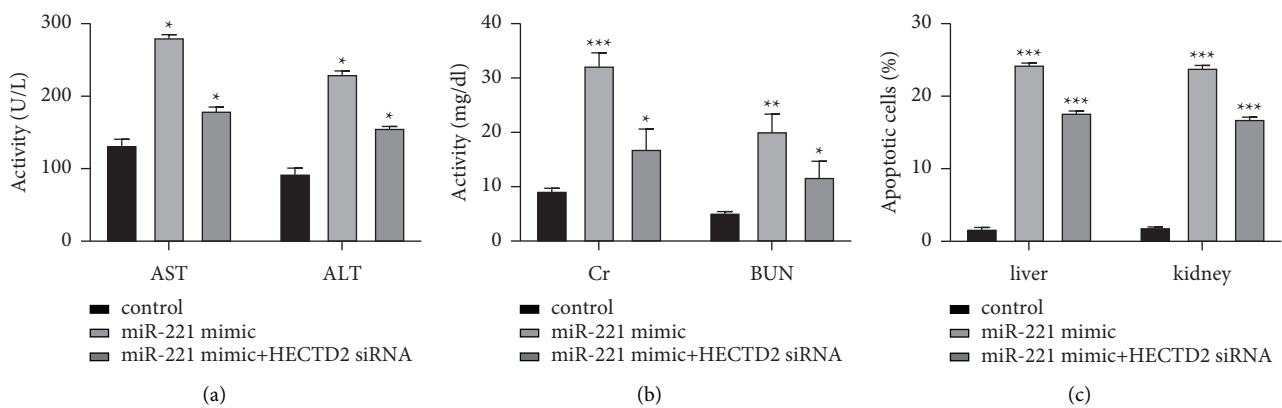 Activity (U/L)
300
200
100
0
*
*
*
*
AST
ALT
control
miR-221 mimic
miR-221 mimic+HECTD2 siRNA
(a)
Activity (mg/dl)
40
30
20
10
0
***
*
**
*
Cr
BUN
control
miR-221 mimic
miR-221 mimic+HECTD2 siRNA
(b)
Apoptotic cells (%)
30
20
10
0
***
***
***
***
liver
kidney
control
miR-221 mimic
miR-221 mimic+HECTD2 siRNA
(c)